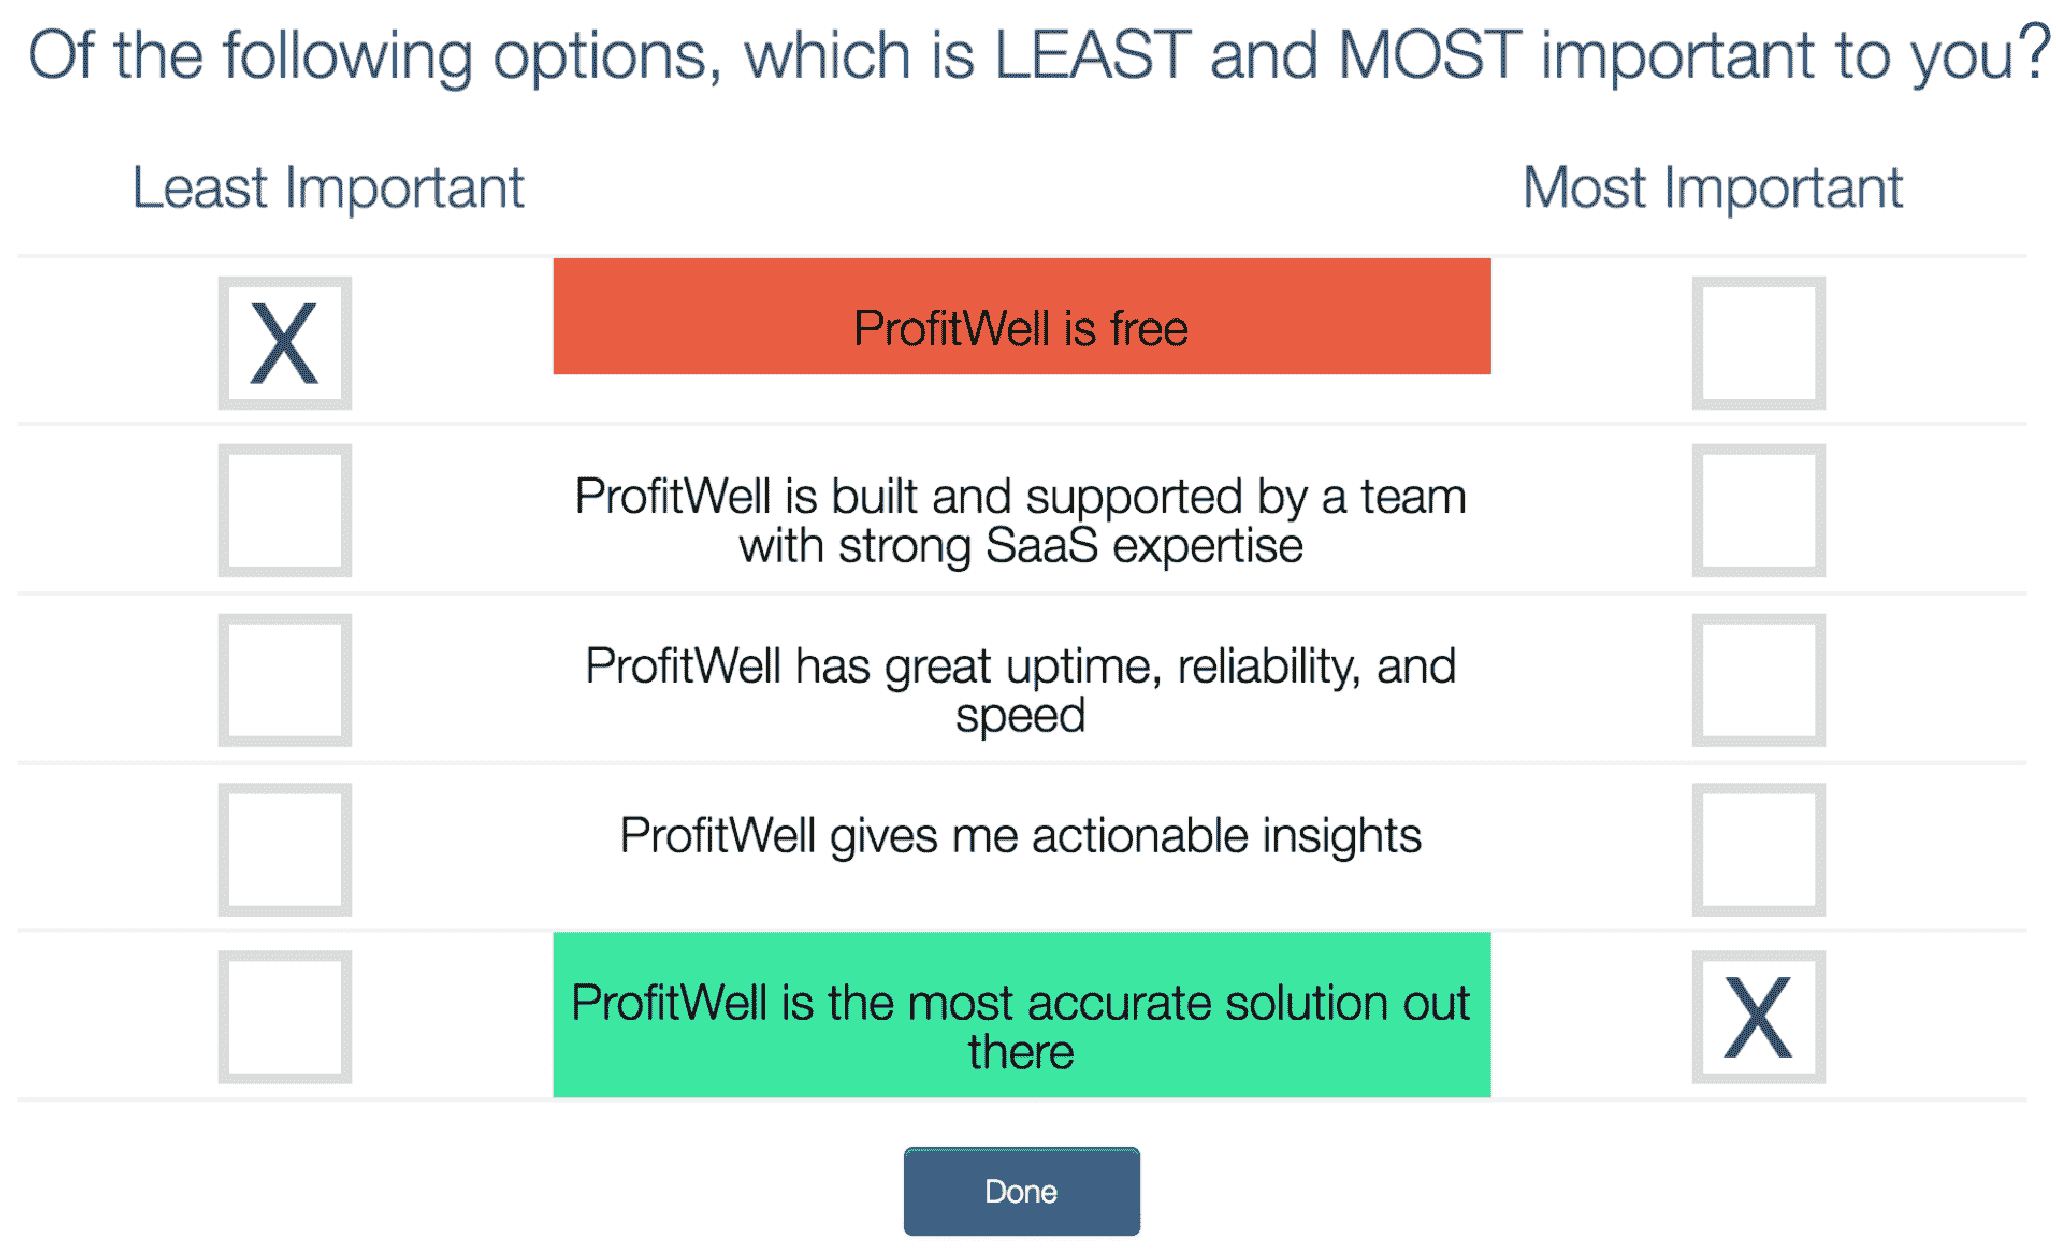 Of the following options, which is LEAST and MOST important to you?
Least Important
Most Important
X
ProfitWell is free
ProfitWell is built and supported by a team
with strong SaaS expertise
ProfitWell has great uptime, reliability, and
speed
ProfitWell gives me actionable insights
ProfitWell is the most accurate solution out
there
X
Done